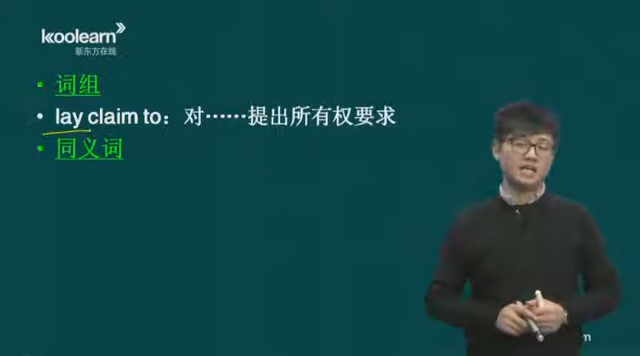 koolearn
新东方在线
词组
lay claim to：对……提出所有权要求
同义词
m